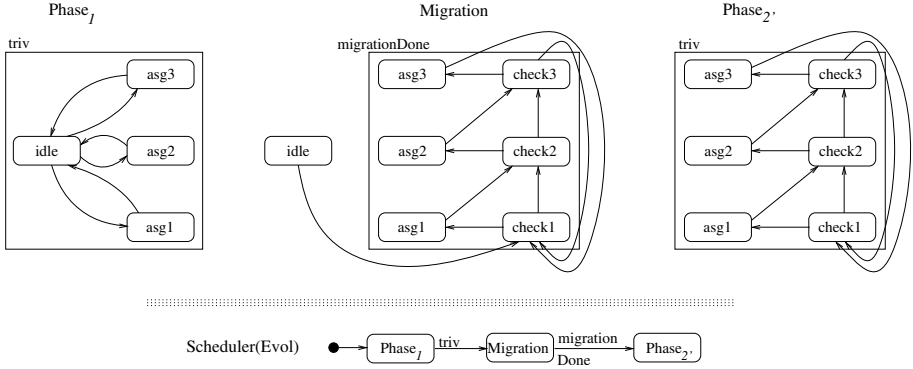 Phase1 Migration Phase2'
triv migrationDone triv
asg3 asg3 check3 asg3 check3
idle asg2 idle asg2 check2 asg2 check2
asg1 asg1 check1 asg1 check1
migration
Scheduler(Evol) Phase1 triv Migration Phase2'
Done